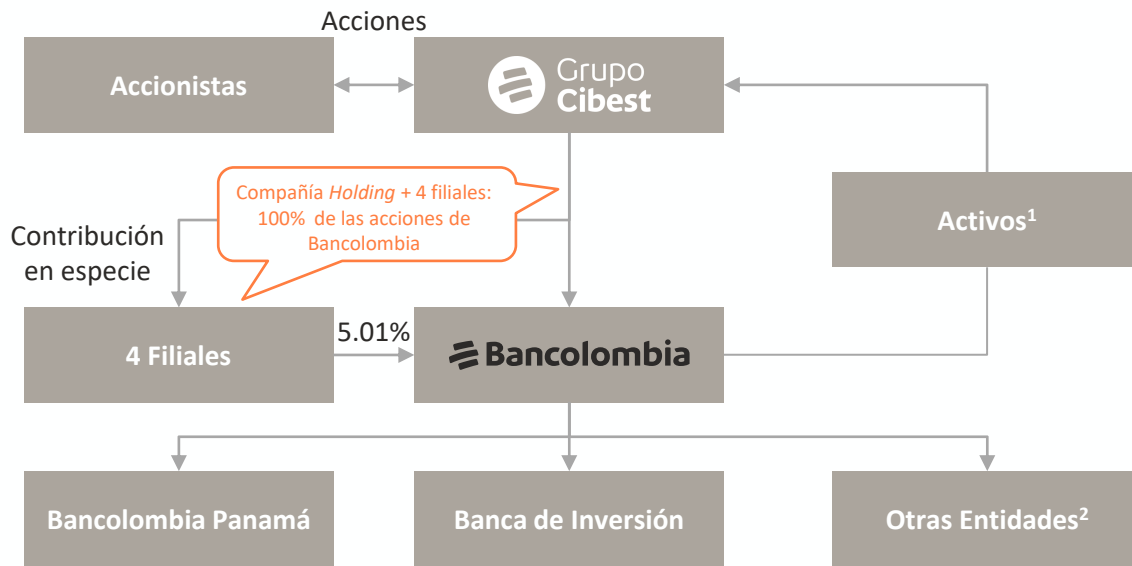 Acciones
Accionistas
Grupo
Cibest
Compañía Holding + 4 filiales:
100% de las acciones de
Bancolombia
Activos¹
Contribución
en especie
4 Filiales
5.01%
Bancolombia
Bancolombia Panamá
Banca de Inversión
Otras Entidades²